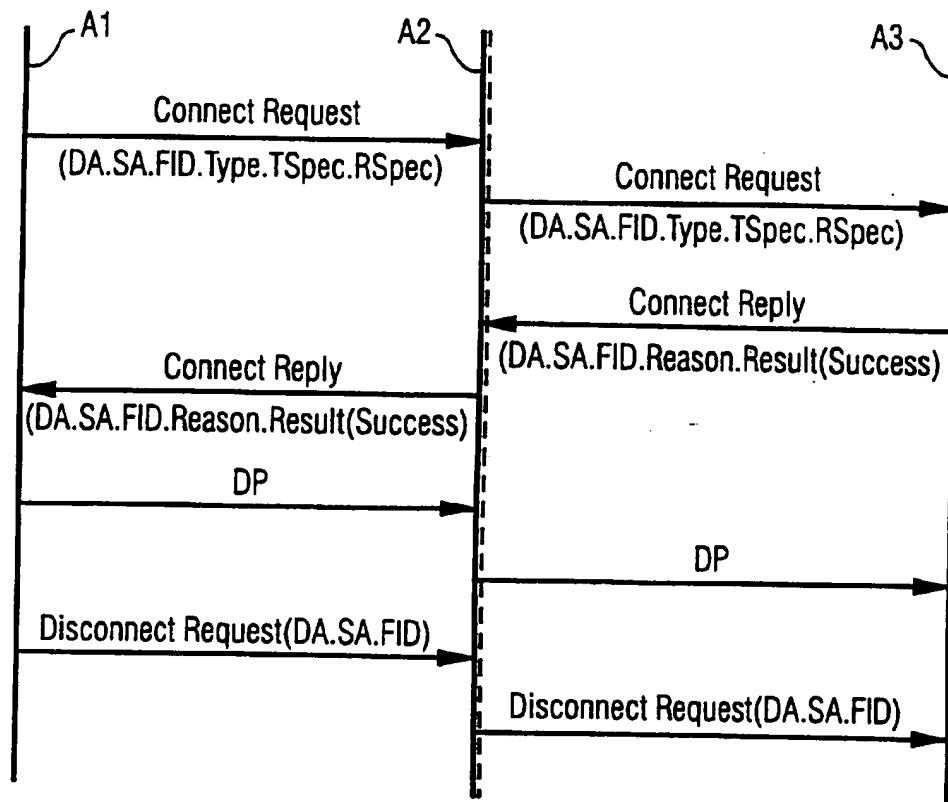 A1
A2
A3
Connect Request
(DA.SA.FID.Type.TSpec.RSpec)
Connect Request
(DA.SA.FID.Type.TSpec.RSpec)
Connect Reply
(DA.SA.FID.Reason.Result(Success)
Connect Reply
(DA.SA.FID.Reason.Result(Success)
DP
DP
Disconnect Request(DA.SA.FID)
Disconnect Request(DA.SA.FID)